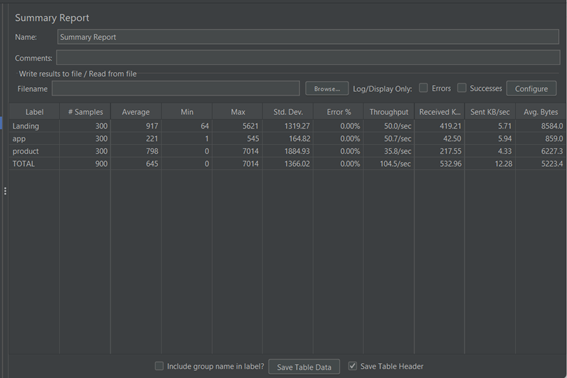 Summary Report
Name: Summary Report
Comments:
Write results to file / Read from file
Filename Browse... Log/Display Only: Errors Successes Configure
Label # Samples Average Min Max Std. Dev. Error % Throughput Received K... Sent KB/sec Avg. Bytes
Landing 300 917 64 5621 1319.27 0.00% 50.0/sec 419.21 5.71 8584.0
app 300 221 1 545 164.82 0.00% 50.7/sec 42.50 5.94 859.0
product 300 798 0 7014 1884.93 0.00% 35.8/sec 217.55 4.33 6227.3
TOTAL 900 645 0 7014 1366.02 0.00% 104.5/sec 532.96 12.28 5223.4
Include group name in label? Save Table Data Save Table Header